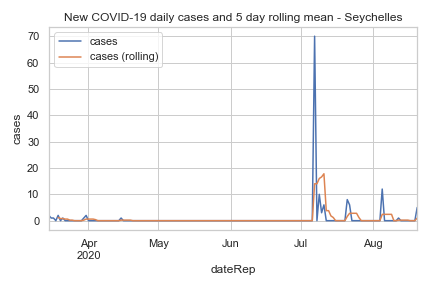 New COVID-19 daily cases and 5 day rolling mean - Seychelles
cases
cases (rolling)
70
60
50
40
30
20
10
0
cases
Apr
2020
May
Jun
Jul
Aug
dateRep